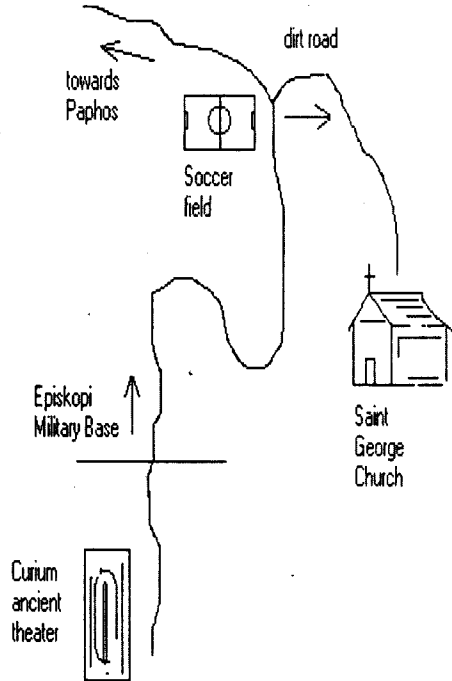 dirt road
towards
Paphos
Soccer
field
Episkopi
Military Base
Saint
George
Church
Curium
ancient
theater